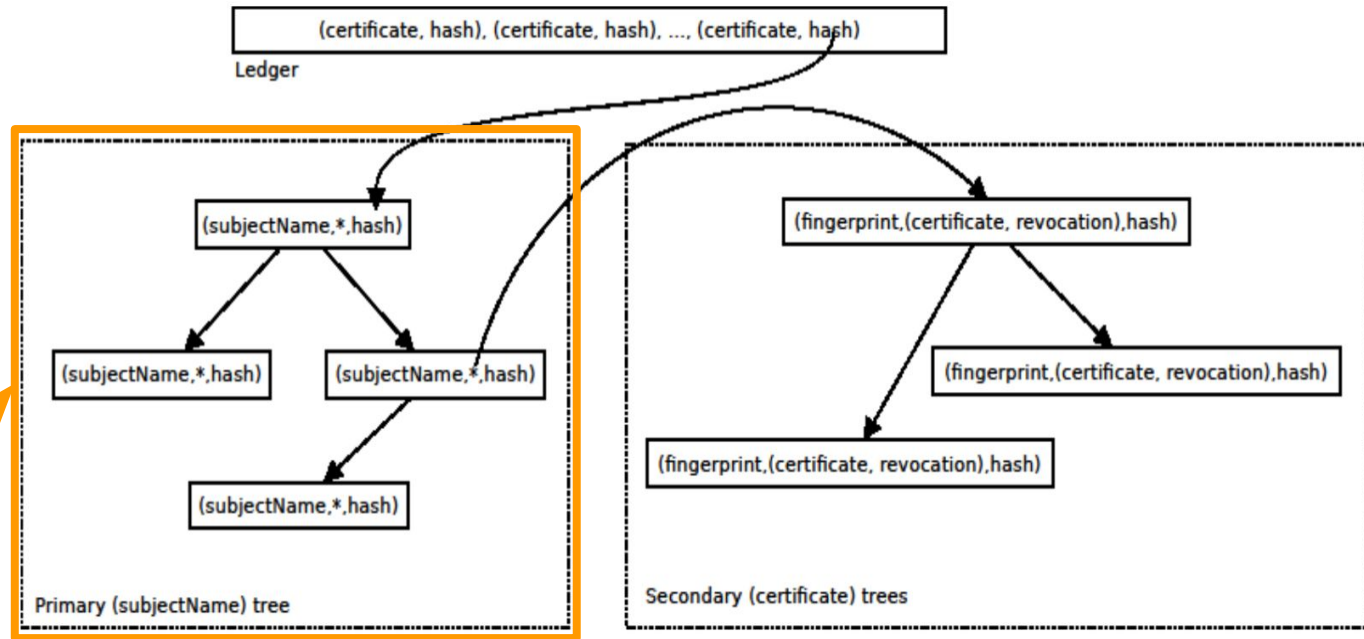 (certificate, hash), (certificate, hash), ..., (certificate, hash)
Ledger
(subjectName,*,hash)
(subjectName,*,hash)
(subjectName,*,hash)
(subjectName,*,hash)
Primary (subjectName) tree
(fingerprint,(certificate, revocation),hash)
(fingerprint,(certificate, revocation),hash)
(fingerprint,(certificate, revocation),hash)
Secondary (certificate) trees